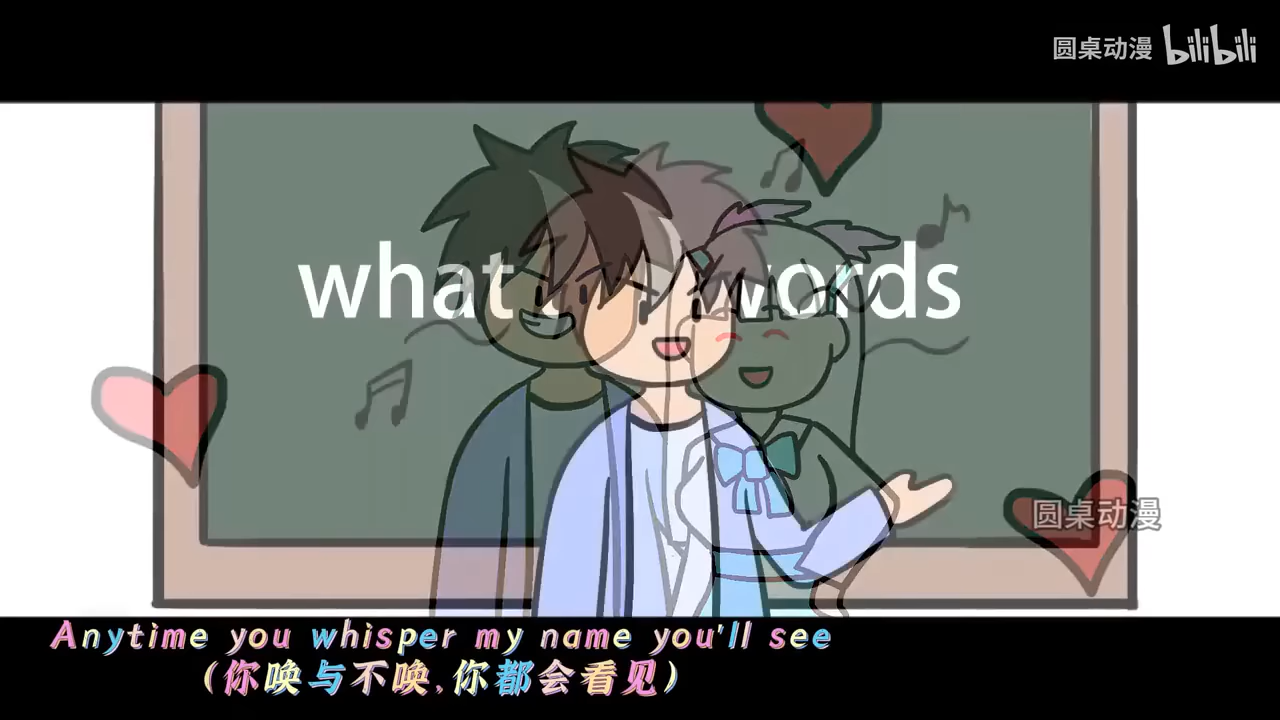 圆桌动漫 bilibili
what words
圆桌动漫
Anytime you whisper my name you'll see
(你唤与不唤,你都会看见)